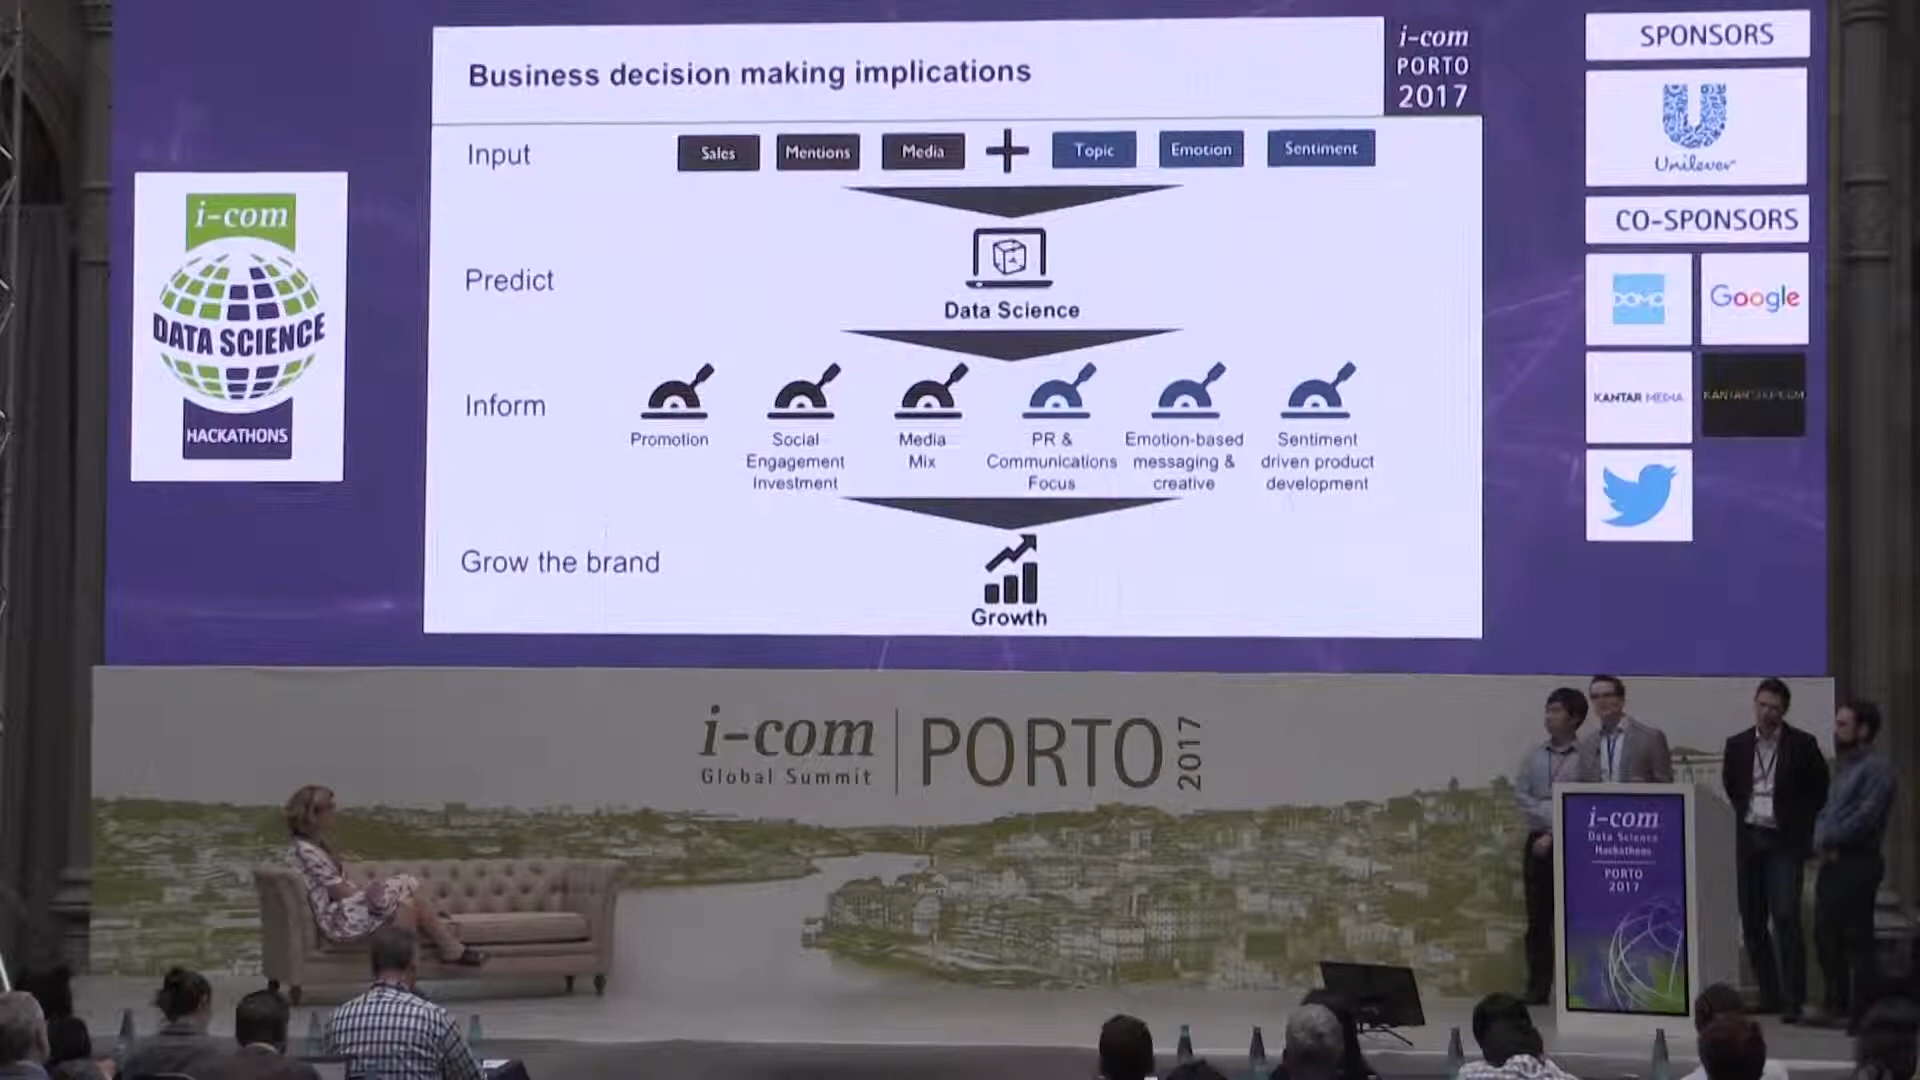 i-com
DATA SCIENCE
HACKATHONS
Business decision making implications
i-com
PORTO
2017
Input
Sales
Mentions
Media
+
Topic
Emotion
Sentiment
Predict
Data Science
Inform
Promotion
Social
Engagement
Investment
Media
Mix
PR &
Communications
Focus
Emotion-based
messaging &
creative
Sentiment
driven product
development
Grow the brand
Growth
SPONSORS
Unilever
CO-SPONSORS
DOMO
Google
KANTAR MEDIA
i-com
Global Summit
PORTO
2017
i-com
Data Science
Hackathons
PORTO
2017